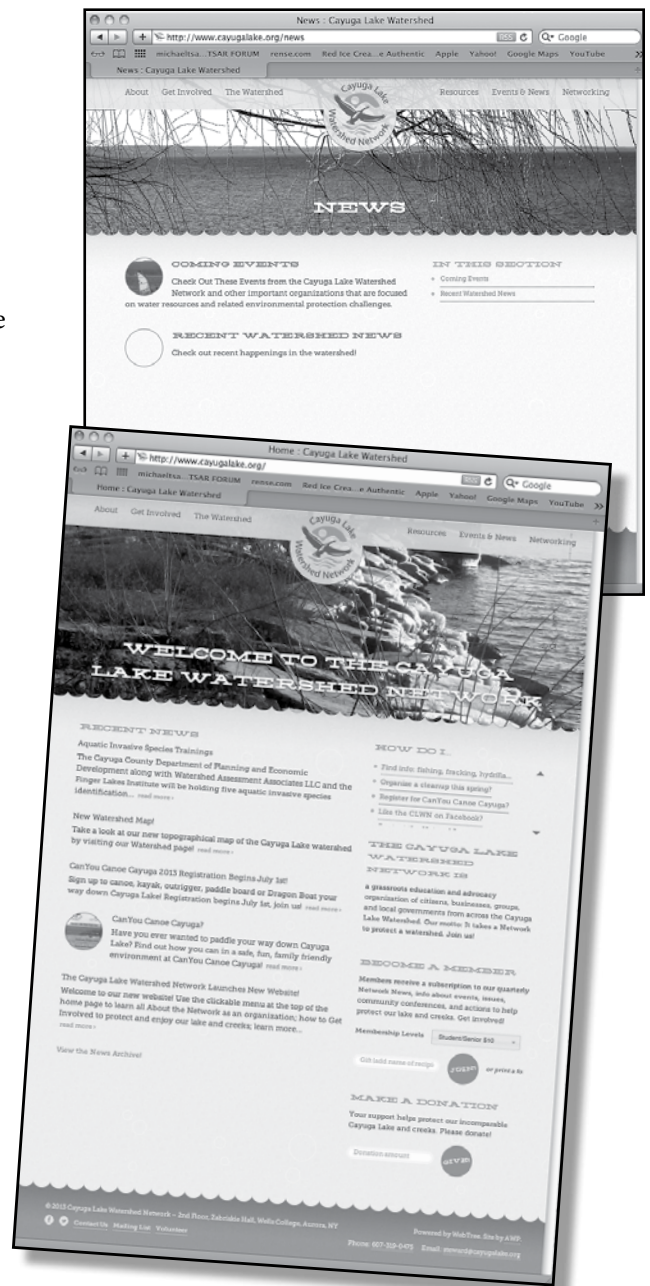 News : Cayuga Lake Watershed
http://www.cayugalake.org/news
RSS
Google
michaeltsa...TSAR FORUM rense.com Red Ice Crea...e Authentic Apple Yahoo! Google Maps YouTube
News : Cayuga Lake Watershed
About Get Involved The Watershed
Cayuga Lake Watershed Network
Resources Events & News Networking
NEWS
COMING EVENTS
Check Out These Events from the Cayuga Lake Watershed
Network and other important organizations that are focused
on water resources and related environmental protection challenges.
RECENT WATERSHED NEWS
Check out recent happenings in the watershed!
IN THIS SECTION
Coming Events
Recent Watershed News
e
Home : Cayuga Lake Watershed
http://www.cayugalake.org/
RSS
Google
michaeltsa...TSAR FORUM rense.com Red Ice Crea...e Authentic Apple Yahoo! Google Maps YouTube
Home : Cayuga Lake Watershed
About Get Involved The Watershed
Cayuga Lake Watershed Network
Resources Events & News Networking
WELCOME TO THE CAYUGA
LAKE WATERSHED NETWORK
RECENT NEWS
Aquatic Invasive Species Trainings
The Cayuga County Department of Planning and Economic
Development along with Watershed Assessment Associates LLC and the
Finger Lakes Institute will be holding five aquatic invasive species
identification... read more ›
New Watershed Map!
Take a look at our new topographical map of the Cayuga Lake watershed
by visiting our Watershed page! read more ›
CanYou Canoe Cayuga 2013 Registration Begins July 1st!
Sign up to canoe, kayak, outrigger, paddle board or Dragon Boat your
way down Cayuga Lake! Registration begins July 1st, join us! read more ›
CanYou Canoe Cayuga?
Have you ever wanted to paddle your way down Cayuga
Lake? Find out how you can in a safe, fun, family friendly
environment at CanYou Canoe Cayuga! read more ›
The Cayuga Lake Watershed Network Launches New Website!
Welcome to our new website! Use the clickable menu at the top of the
home page to learn all About the Network as an organization; how to Get
Involved to protect and enjoy our lake and creeks; learn more...
read more ›
View the News Archive!
HOW DO I...
Find info: fishing, fracking, hydrilla...
Organize a cleanup this spring?
Register for CanYou Canoe Cayuga?
Like the CLWN on Facebook?
THE CAYUGA LAKE
WATERSHED
NETWORK IS
a grassroots education and advocacy
organization of citizens, businesses, groups,
and local governments from across the Cayuga
Lake Watershed. Our motto: It takes a Network
to protect a watershed. Join us!
BECOME A MEMBER
Members receive a subscription to our quarterly
Network News, info about events, issues,
community conferences, and actions to help
protect our lake and creeks. Get involved!
Membership Levels Student/Senior $10
Gift (add name of recipi JOIN! or print a fo
MAKE A DONATION
Your support helps protect our incomparable
Cayuga Lake and creeks. Please donate!
Donation amount GIVE!
© 2013 Cayuga Lake Watershed Network – 2nd Floor, Zabriskie Hall, Wells College, Aurora, NY
Contact Us Mailing List Volunteer
Powered by WebTree. Site by AWP.
Phone: 607-319-0475 Email: steward@cayugalake.org